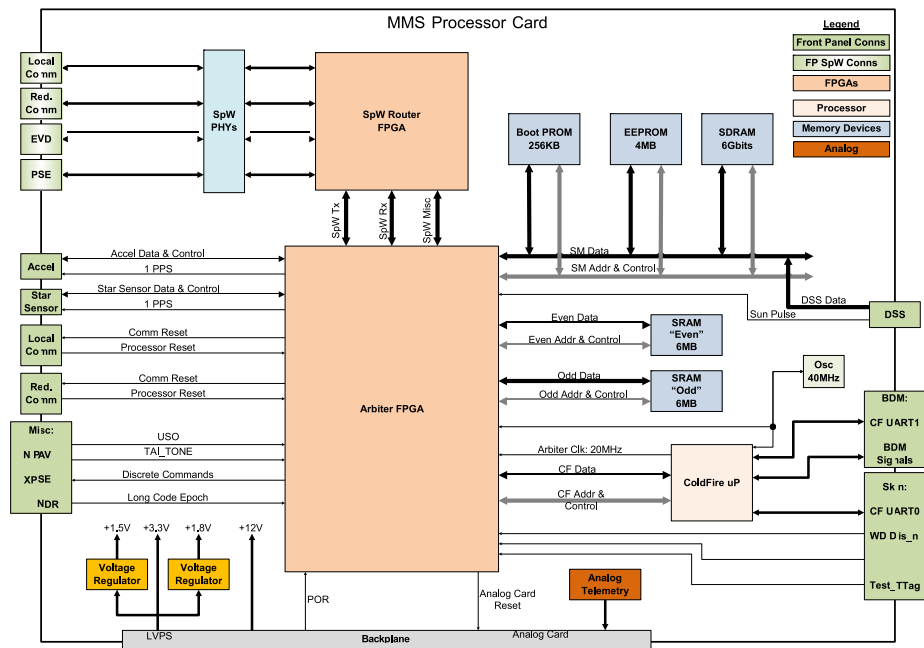 MMS Processor Card
Legend
Front Panel Conns
FP SpW Conns
FPGAs
Processor
Memory Devices
Analog
Local
Comm
Red.
Comm
EVD
PSE
SpW
PHYs
SpW Router
FPGA
Boot PROM
256KB
EEPROM
4MB
SDRAM
6Gbits
SpW Tx
SpW Rx
SpW Misc
Accel
Accel Data & Control
1 PPS
Star
Sensor
Star Sensor Data & Control
1 PPS
Local
Comm
Comm Reset
Processor Reset
Red.
Comm
Comm Reset
Processor Reset
Misc:
N PAV
XPSE
NDR
USO
TAI_TONE
Discrete Commands
Long Code Epoch
Arbiter FPGA
SM Data
SM Addr & Control
DSS Data
Sun Pulse
DSS
Even Data
Even Addr & Control
SRAM
“Even”
6MB
Odd Data
Odd Addr & Control
SRAM
“Odd”
6MB
Osc
40MHz
Arbiter Clk: 20MHz
CF Data
CF Addr &
Control
ColdFire uP
BDM:
CF UART1
BDM
Signals
Sk n:
CF UART0
WD Dis_n
Test_TTag
+1.5V
+3.3V
+1.8V
+12V
Voltage
Regulator
Voltage
Regulator
POR
Analog Card
Reset
Analog
Telemetry
LVPS
Backplane
Analog Card